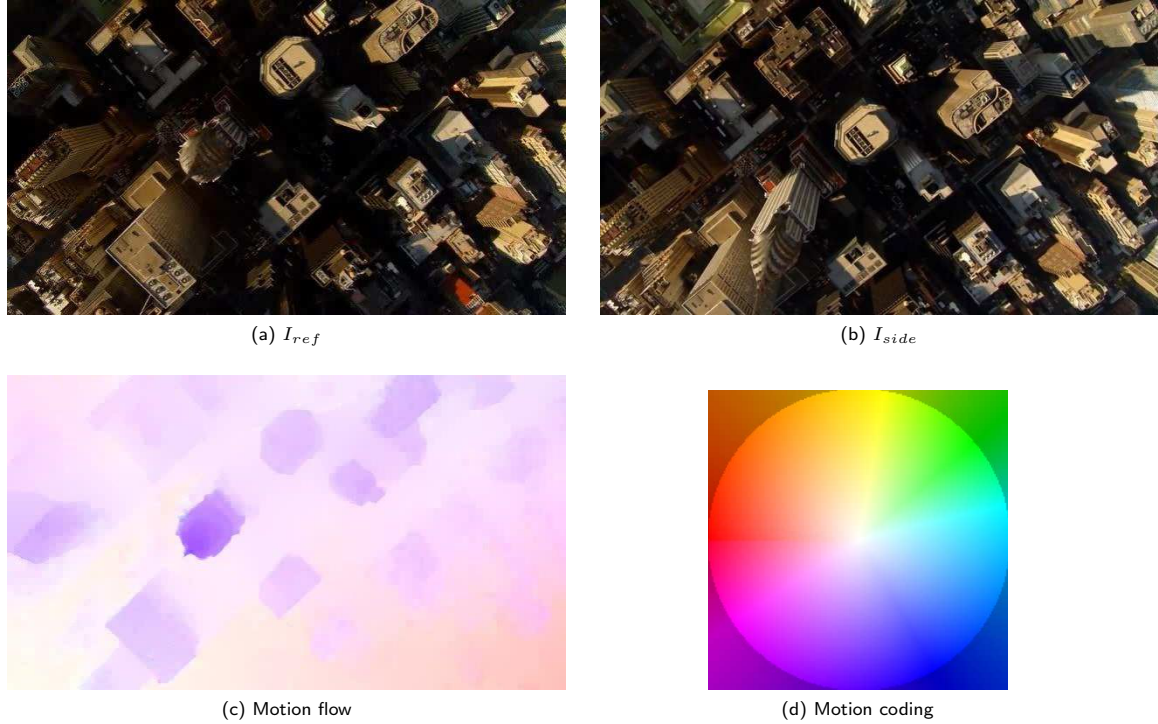 (a) I_ref
(b) I_side
(c) Motion flow
(d) Motion coding